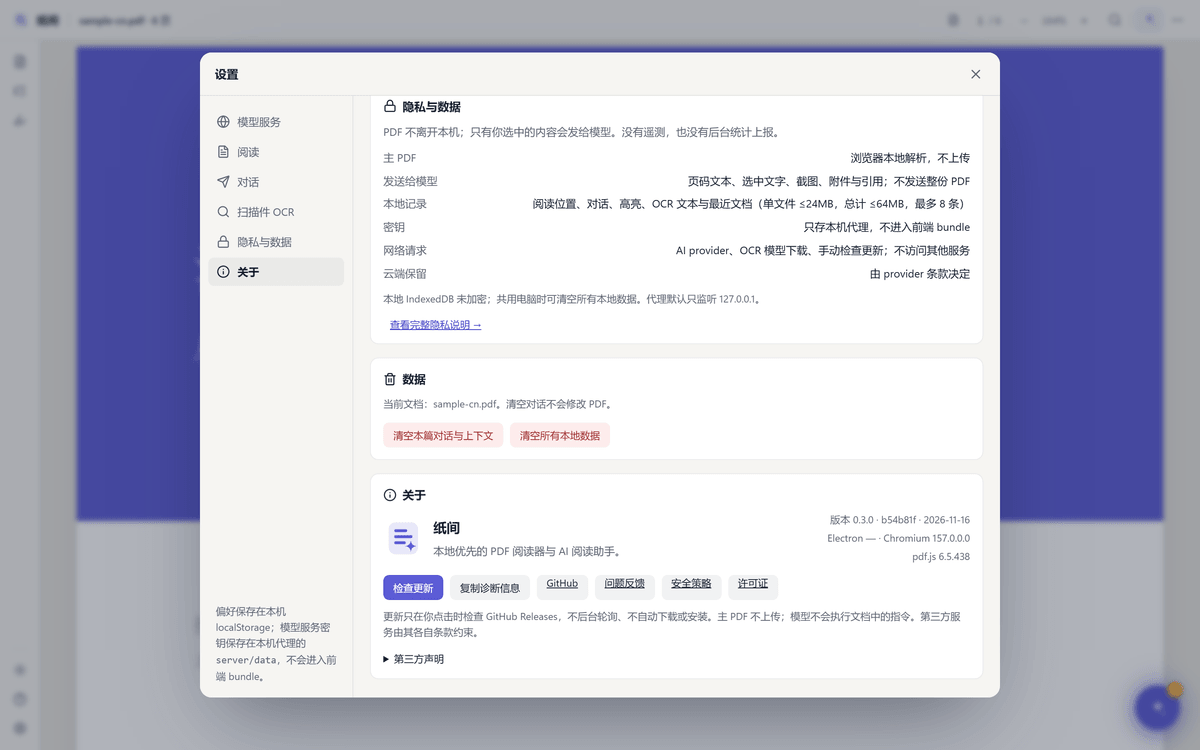 纸间
sample-cn.pdf
设置
模型服务
阅读
对话
扫描件 OCR
隐私与数据
关于
偏好保存在本机
localStorage；模型服务密
钥保存在本机代理的
server/data，不会进入前
端 bundle。
隐私与数据
PDF 不离开本机；只有你选中的内容会发给模型。没有遥测，也没有后台统计上报。
主 PDF 浏览器本地解析，不上传
发送给模型 页码文本、选中文字、截图、附件与引用；不发送整份 PDF
本地记录 阅读位置、对话、高亮、OCR 文本与最近文档（单文件 ≤24MB，总计 ≤64MB，最多 8 条）
密钥 只存本机代理，不进入前端 bundle
网络请求 AI provider、OCR 模型下载、手动检查更新；不访问其他服务
云端保留 由 provider 条款决定
本地 IndexedDB 未加密；共用电脑时可清空所有本地数据。代理默认只监听 127.0.0.1。
查看完整隐私说明 →
数据
当前文档：sample-cn.pdf。清空对话不会修改 PDF。
清空本篇对话与上下文 清空所有本地数据
关于
纸间
本地优先的 PDF 阅读器与 AI 阅读助手。
版本 0.3.0 · b54b81f · 2026-11-16
Electron — · Chromium 157.0.0.0
pdf.js 6.5.438
检查更新 复制诊断信息 GitHub 问题反馈 安全策略 许可证
更新只在你点击时检查 GitHub Releases，不后台轮询、不自动下载或安装。主 PDF 不上传；模型不会执行文档中的指令。第三方服
务由其各自条款约束。
第三方声明